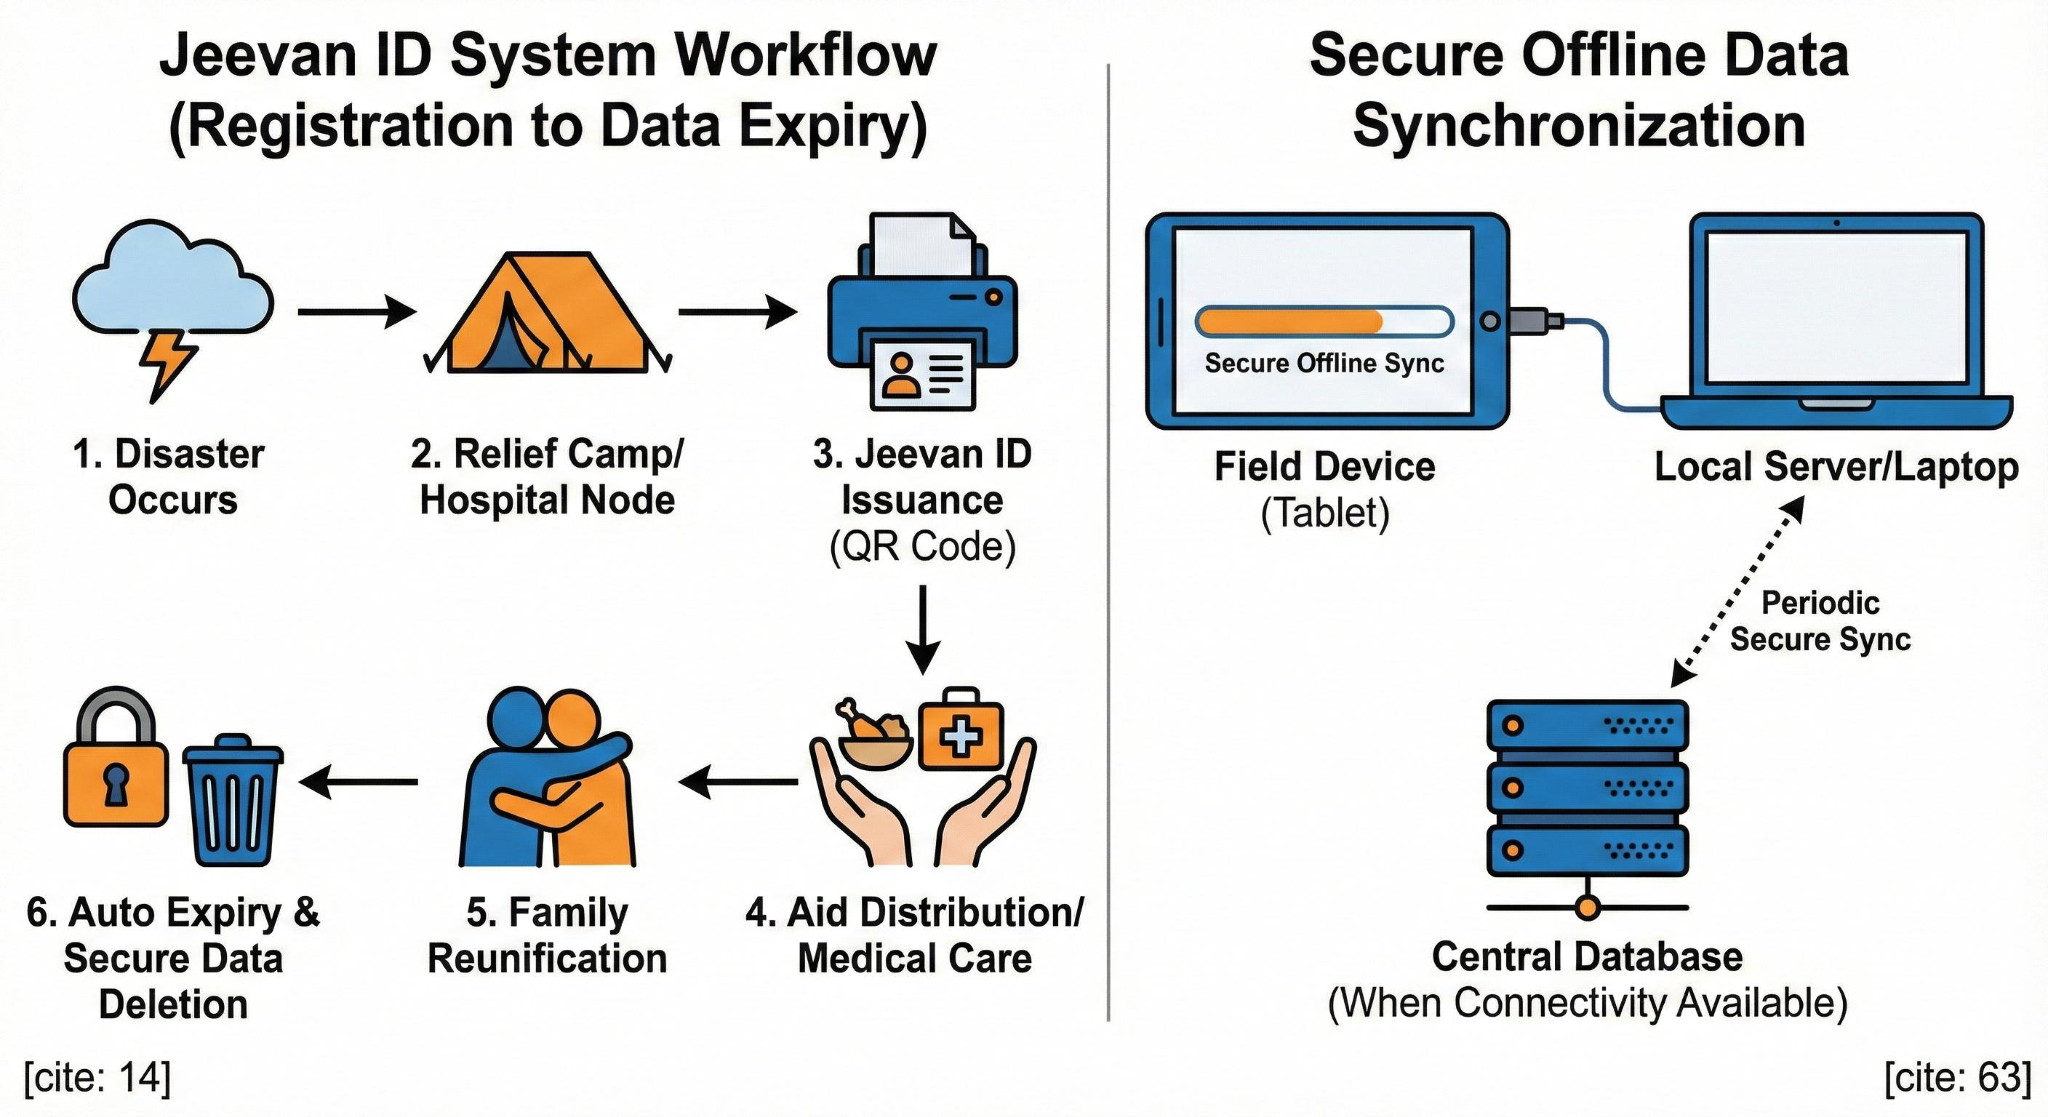 Jeevan ID System Workflow
(Registration to Data Expiry)
1. Disaster
Occurs
2. Relief Camp/
Hospital Node
3. Jeevan ID
Issuance
(QR Code)
4. Aid Distribution/
Medical Care
5. Family
Reunification
6. Auto Expiry &
Secure Data
Deletion
[cite: 14]
Secure Offline Data
Synchronization
Secure Offline Sync
Field Device
(Tablet)
Local Server/Laptop
Periodic
Secure Sync
Central Database
(When Connectivity Available)
[cite: 63]